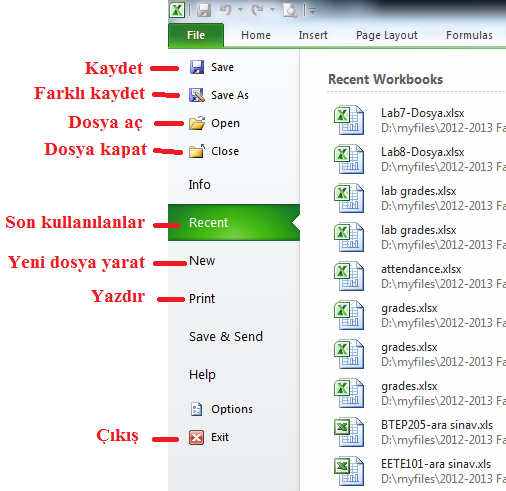 File Home Insert Page Layout Formulas
Kaydet Save
Farklı kaydet Save As
Dosya aç Open
Dosya kapat Close
Info
Son kullanılanlar Recent
Yeni dosya yarat New
Yazdır Print
Save & Send
Help
Options
Çıkış Exit
Recent Workbooks
Lab7-Dosya.xlsx
D:\myfiles\2012-2013 Fa
Lab8-Dosya.xlsx
D:\myfiles\2012-2013 Fa
lab grades.xlsx
D:\myfiles\2012-2013 Fa
lab grades.xlsx
D:\myfiles\2012-2013 Fa
attendance.xlsx
D:\myfiles\2012-2013 Fa
grades.xlsx
D:\myfiles\2012-2013 Fa
grades.xlsx
D:\myfiles\2012-2013 Fa
grades.xlsx
D:\myfiles\2012-2013 Fa
BTEP205-ara sinav.xls
D:\myfiles\2012-2013 Fa
EETE101-ara sinav.xls
D:\myfiles\2012-2013 Fa